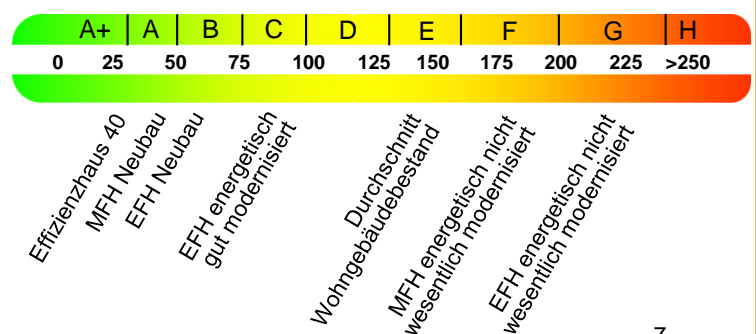 A+ A B C D E F G H
0 25 50 75 100 125 150 175 200 225 >250
Effizienzhaus 40
MFH Neubau
EFH Neubau
EFH energetisch
gut modernisiert
Durchschnitt
Wohngebäudebestand
MFH energetisch nicht
wesentlich modernisiert
EFH energetisch nicht
wesentlich modernisiert